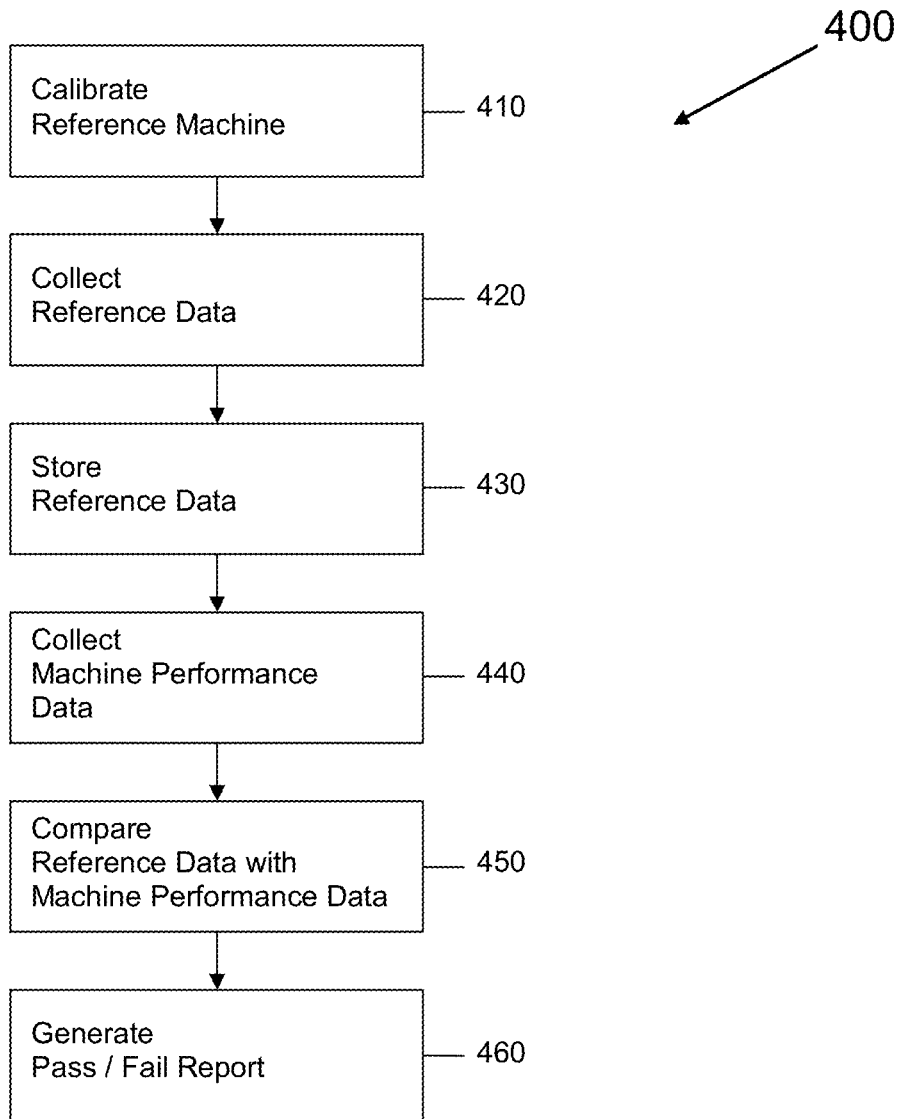 400
Calibrate
Reference Machine
410
Collect
Reference Data
420
Store
Reference Data
430
Collect
Machine Performance
Data
440
Compare
Reference Data with
Machine Performance Data
450
Generate
Pass / Fail Report
460